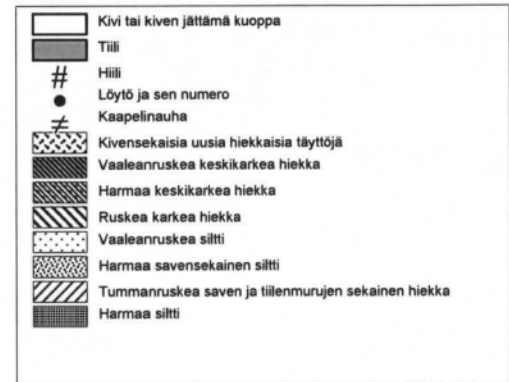 Kivi tai kiven jättämä kuoppa
Tiili
# Hiili
Löytö ja sen numero
≠ Kaapelinauha
Kivensekaisia uusia hiekkaisia täyttöjä
Vaaleanruskea keskikarkea hiekka
Harmaa keskikarkea hiekka
Ruskea karkea hiekka
Vaaleanruskea siltti
Harmaa savensekainen siltti
Tummanruskea saven ja tiilenmurujen sekainen hiekka
Harmaa siltti